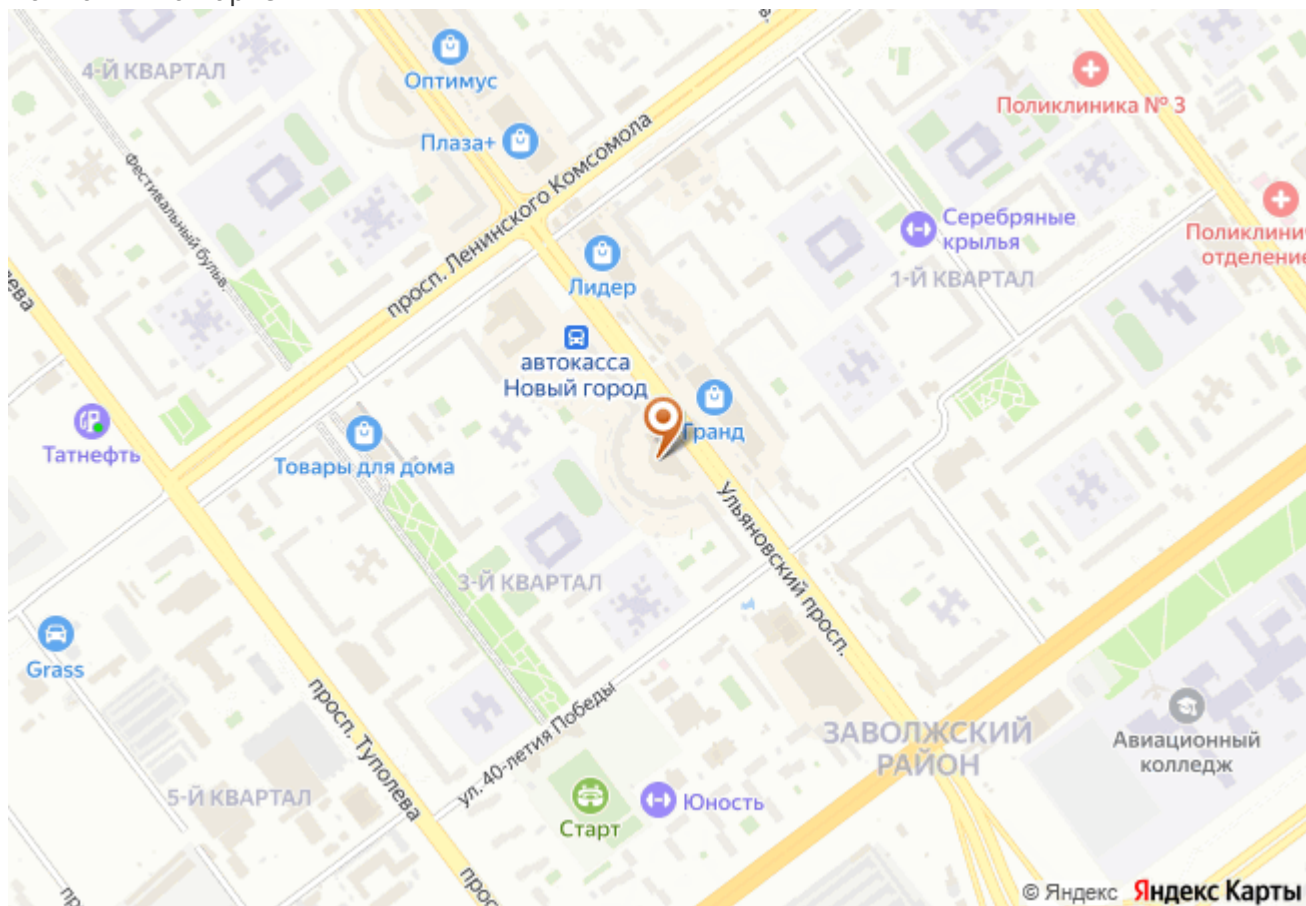 4-Й КВАРТАЛ
Оптимус
Плаза+
Поликлиника № 3
Фестивальный бульв.
просп. Ленинского Комсомола
Серебряные
крылья
Поликлини
отделение
1-Й КВАРТАЛ
Лидер
автокасса
Новый город
Гранд
Татнефть
Товары для дома
Ульяновский просп.
3-Й КВАРТАЛ
Grass
просп. Туполева
ул. 40-летия Победы
ЗАВОЛЖСКИЙ
РАЙОН
Авиационный
колледж
5-Й КВАРТАЛ
Юность
Старт
© Яндекс Яндекс Карты